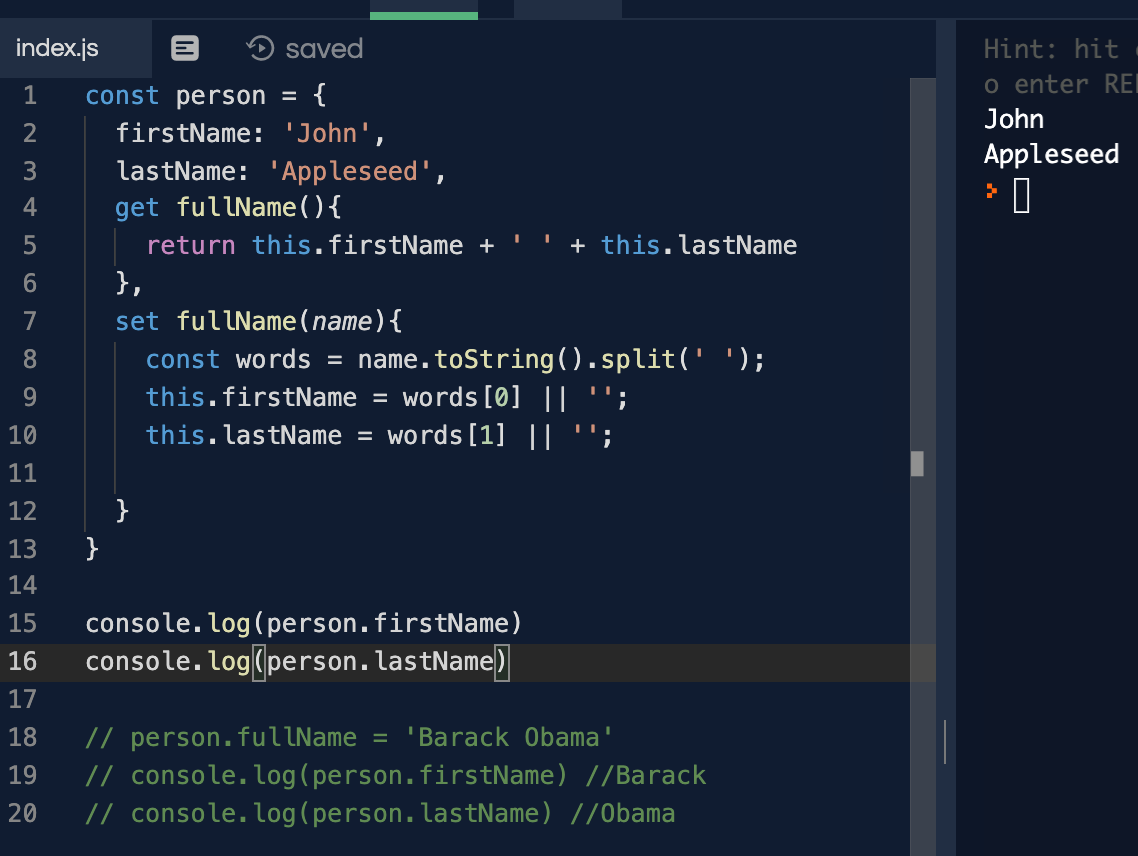 index.js
saved
1 const person = {
2 firstName: 'John',
3 lastName: 'Appleseed',
4 get fullName(){
5 return this.firstName + ' ' + this.lastName
6 },
7 set fullName(name){
8 const words = name.toString().split(' ');
9 this.firstName = words[0] || '';
10 this.lastName = words[1] || '';
11
12 }
13 }
14
15 console.log(person.firstName)
16 console.log(person.lastName)
17
18 // person.fullName = 'Barack Obama'
19 // console.log(person.firstName) //Barack
20 // console.log(person.lastName) //Obama
Hint: hit
o enter
John
Appleseed